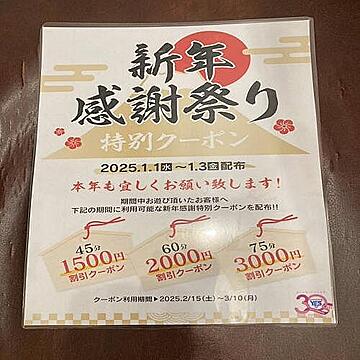 新年
感謝祭り
特別クーポン
2025.1.1水～1.3金配布
本年も宜しくお願い致します!
期間中お遊び頂いたお客様へ
下記の期間に利用可能な新年感謝特別クーポンを配布!!
45分
1500円
割引クーポン
60分
2000円
割引クーポン
75分
3000円
割引クーポン
クーポン利用期間▶2025.2/15(土)～3/10(月)
30
YES